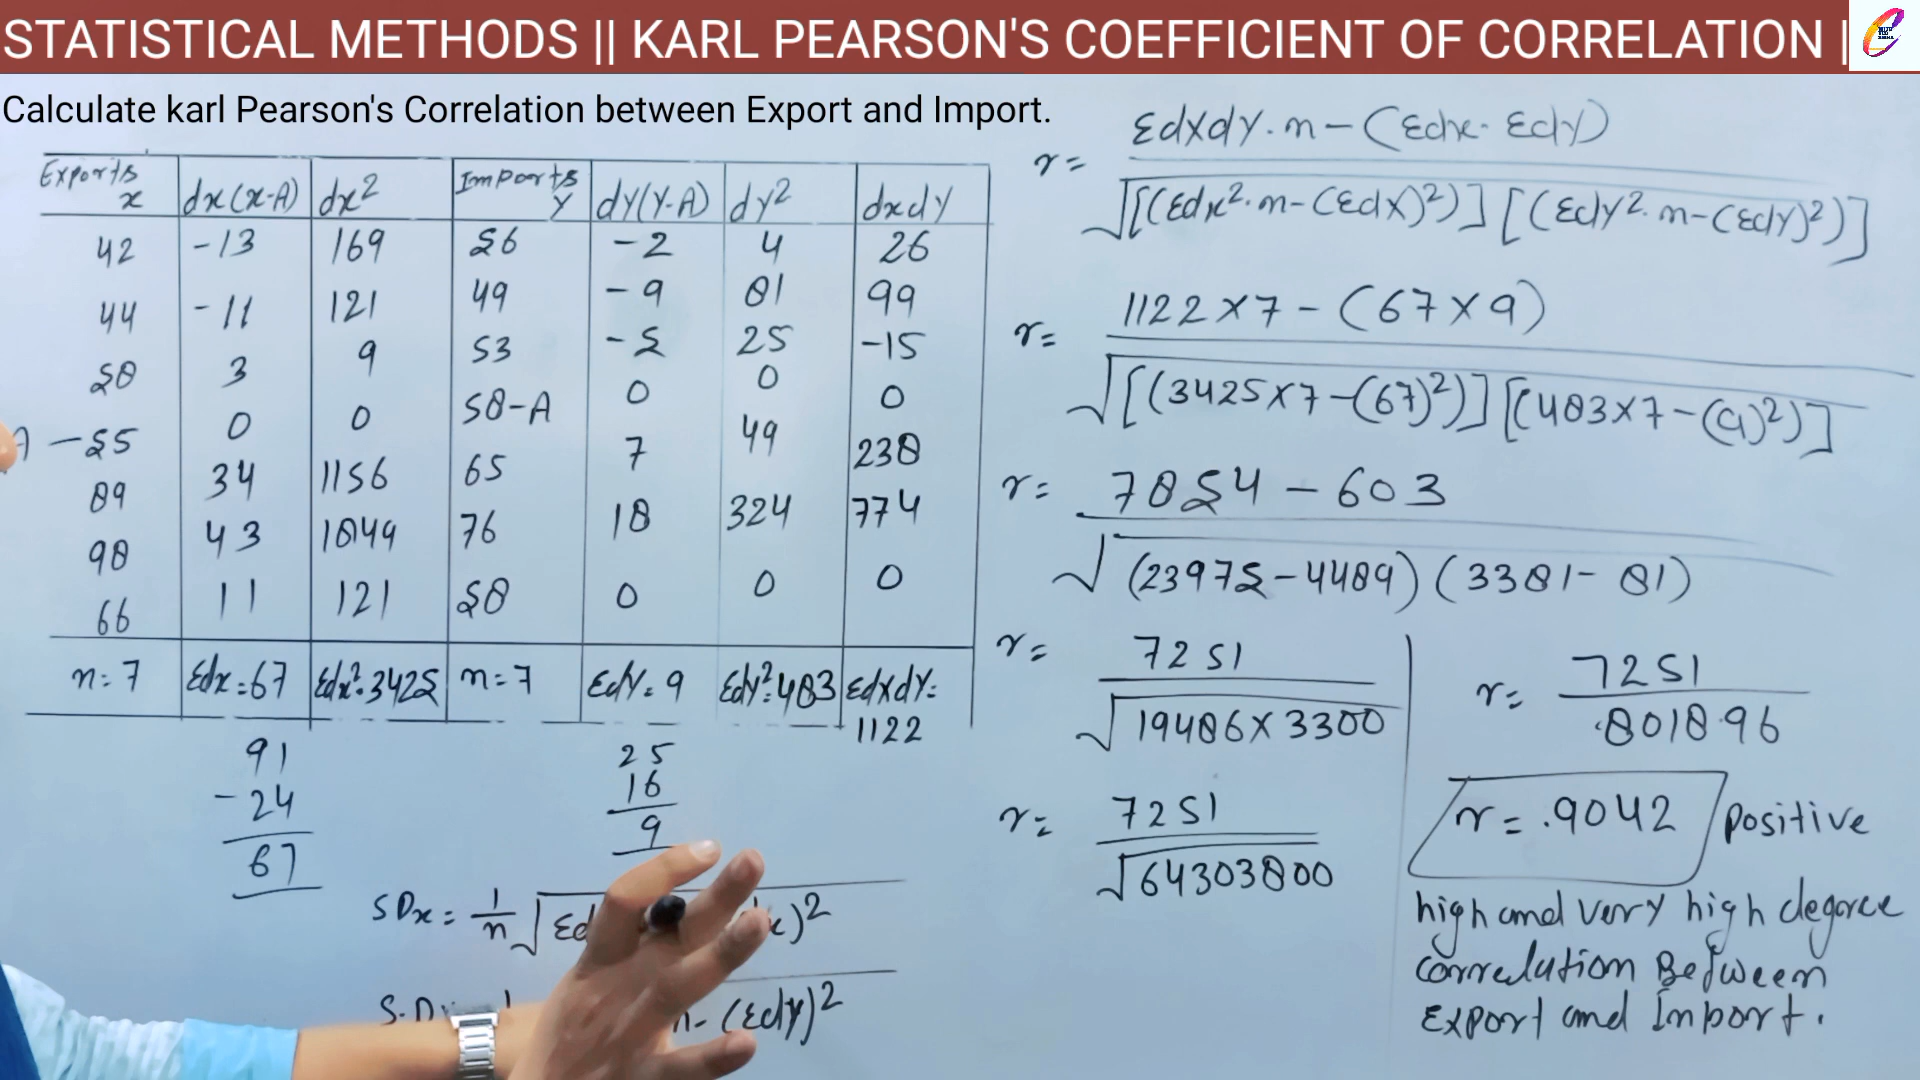 STATISTICAL METHODS || KARL PEARSON'S COEFFICIENT OF CORRELATION |
Calculate karl Pearson's Correlation between Export and Import.
Exports x | dx(x-A) | dx² | Imports Y | dY(Y-A) | dy² | dxdY
42 | -13 | 169 | 56 | -2 | 4 | 26
44 | -11 | 121 | 49 | -9 | 81 | 99
58 | 3 | 9 | 53 | -5 | 25 | -15
A-55 | 0 | 0 | 58-A | 0 | 0 | 0
89 | 34 | 1156 | 65 | 7 | 49 | 238
98 | 43 | 1849 | 76 | 18 | 324 | 774
66 | 11 | 121 | 58 | 0 | 0 | 0
n=7 | Σdx=67 | Σdx²=3425 | n=7 | ΣdY=9 | Σdy²=483 | ΣdxdY=
1122
91
-24
67
25
16
9
SDx = 1/n √Σd
x)²
S.D
n-(ΣdY)²
r= ΣdXdY.n-(Σdx.ΣdY)
√[(Σdx².n-(ΣdX)²)][(ΣdY².n-(ΣdY)²)]
r= 1122×7-(67×9)
√[(3425×7-(67)²)][(483×7-(9)²)]
r= 7854-603
√(23975-4489)(3381-81)
r= 7251
√19486×3300
r= 7251
√64303800
r= 7251
8018.96
r=.9042 Positive
high and very high degree
correlation Between
Export and Import.